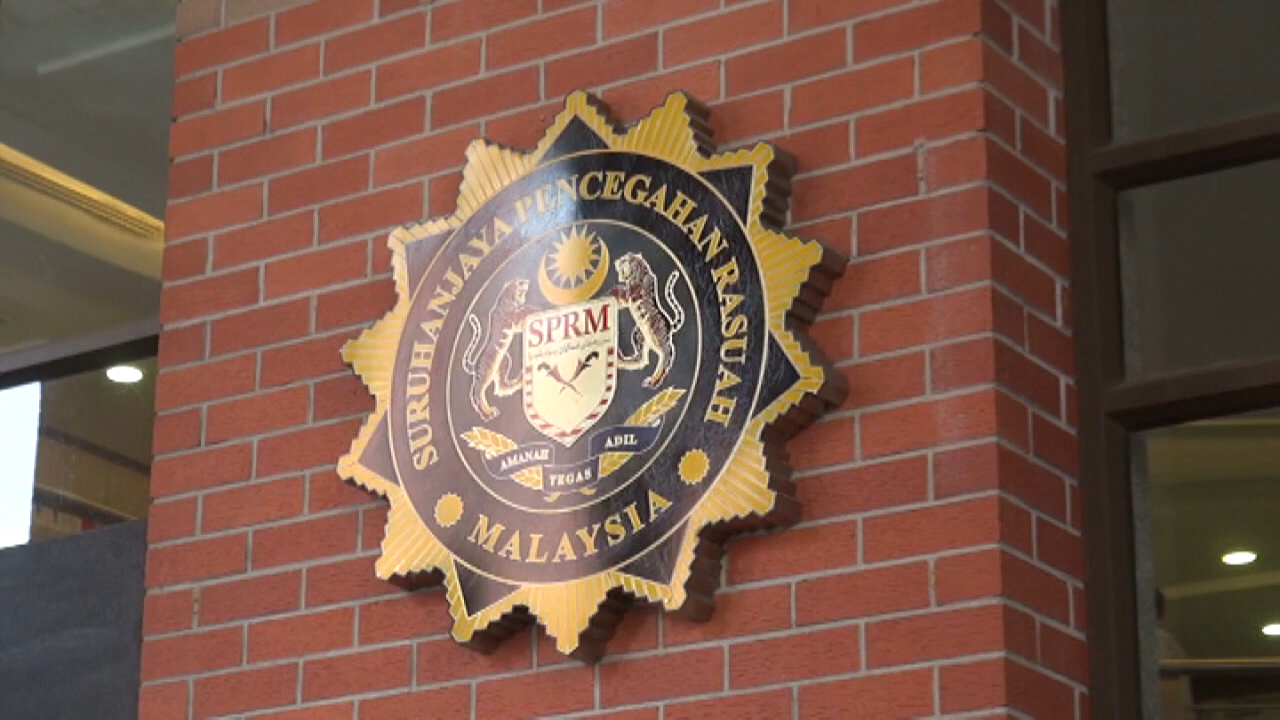 SURUHANJAYA PENCEGAHAN RASUAH
SPRM
AMANAH
TEGAS
ADIL
MALAYSIA